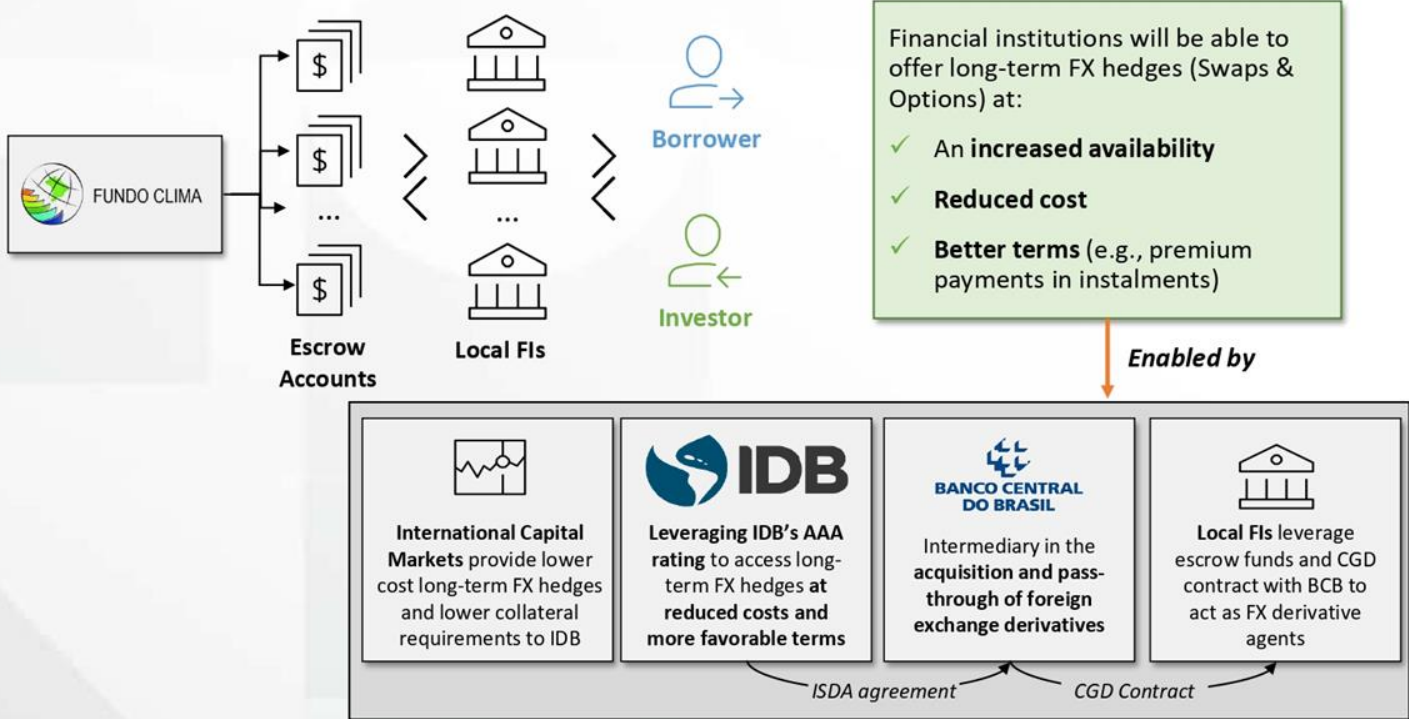 FUNDO CLIMA
$
$
...
$
Escrow
Accounts
...
Local FIs
Borrower
Investor
Financial institutions will be able to
offer long-term FX hedges (Swaps &
Options) at:
✓ An increased availability
✓ Reduced cost
✓ Better terms (e.g., premium
payments in instalments)
Enabled by
International Capital
Markets provide lower
cost long-term FX hedges
and lower collateral
requirements to IDB
IDB
Leveraging IDB's AAA
rating to access long-
term FX hedges at
reduced costs and
more favorable terms
BANCO CENTRAL
DO BRASIL
Intermediary in the
acquisition and pass-
through of foreign
exchange derivatives
Local FIs leverage
escrow funds and CGD
contract with BCB to
act as FX derivative
agents
ISDA agreement
CGD Contract